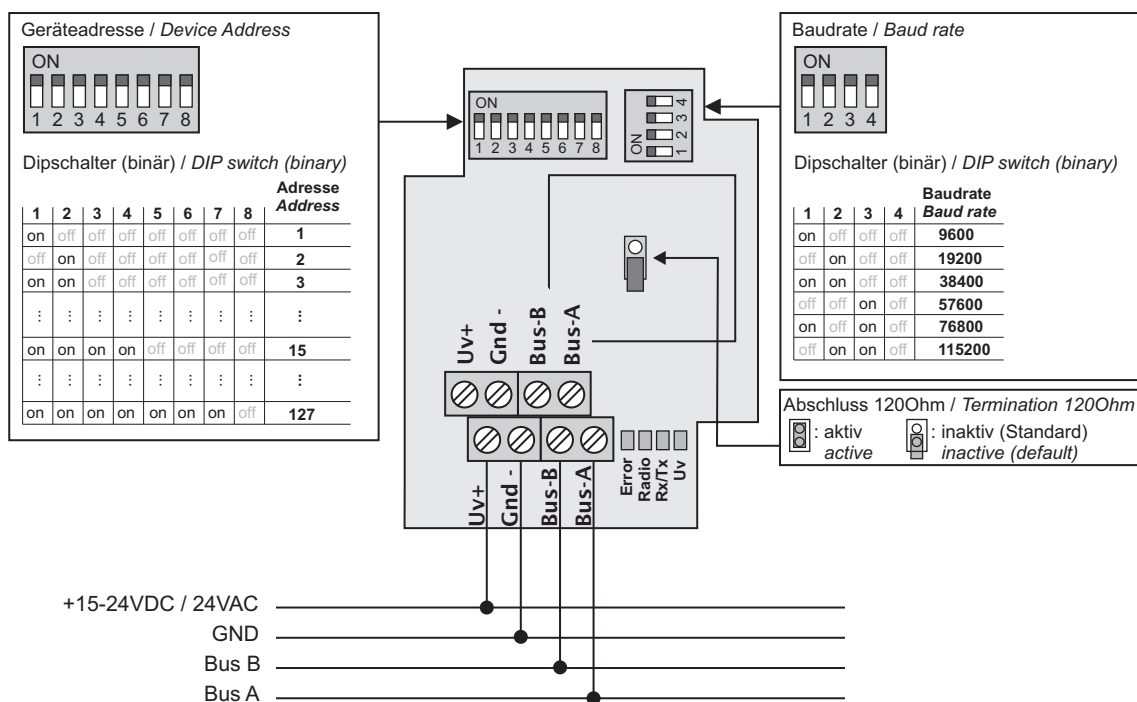 Geräteadresse / Device Address
ON
1 2 3 4 5 6 7 8
Dipschalter (binär) / DIP switch (binary)
Adresse
1 2 3 4 5 6 7 8 Address
on off off off off off off off 1
off on off off off off off off 2
on on off off off off off off 3
: : : : : : : : :
on on on on off off off off 15
: : : : : : : : :
on on on on on on on off 127
ON
1 2 3 4 5 6 7 8
ON
1 2 3 4
Uv+
Gnd -
Bus-B
Bus-A
Error
Radio
Rx/Tx
Uv
Uv+
Gnd -
Bus-B
Bus-A
Baudrate / Baud rate
ON
1 2 3 4
Dipschalter (binär) / DIP switch (binary)
Baudrate
1 2 3 4 Baud rate
on off off off 9600
off on off off 19200
on on off off 38400
off off on off 57600
on off on off 76800
off on on off 115200
Abschluss 120Ohm / Termination 120Ohm
: aktiv : inaktiv (Standard)
active inactive (default)
+15-24VDC / 24VAC
GND
Bus B
Bus A